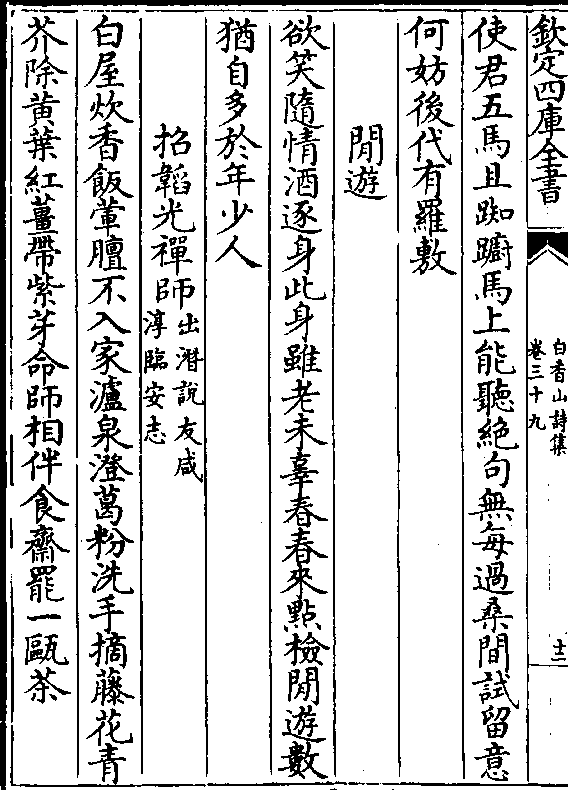 欽定四庫全書
白香山詩集
卷三十九
十二
使君五馬且踟躕馬上能聽絶句無每過桑間試留意
何妨後代有羅敷
閒遊
欲笑隨情酒逐身此身雖老未辜春春來點檢閒遊數
猶自多於年少人
招韜光禪師出潛說友咸
淳臨安志
白屋炊香飯葷膻不入家濾泉澄葛粉洗手摘藤花青
芥除黄葉紅薑帶紫芽命師相伴食齋罷一甌茶